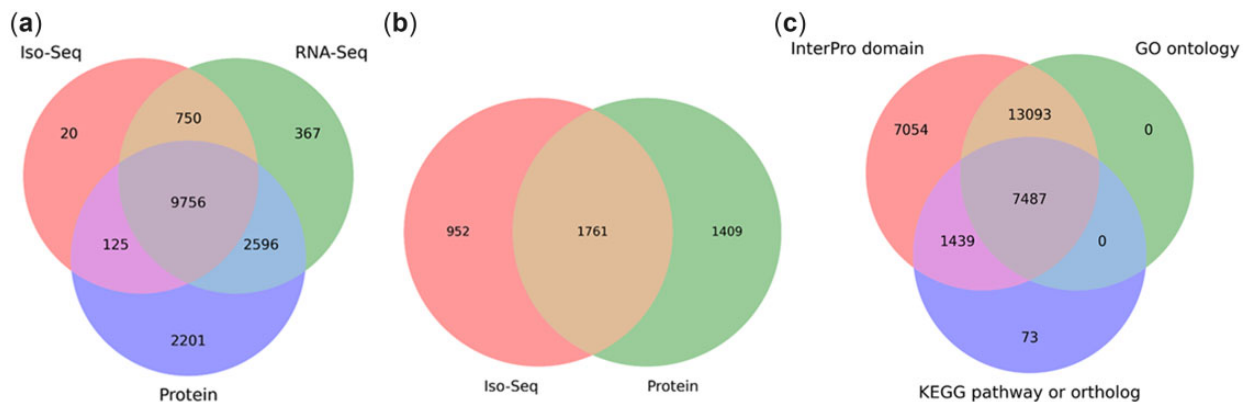 (a)
Iso-Seq
RNA-Seq
20
750
367
9756
125
2596
2201
Protein
(b)
952
1761
1409
Iso-Seq
Protein
(c)
InterPro domain
GO ontology
7054
13093
0
7487
1439
0
73
KEGG pathway or ortholog